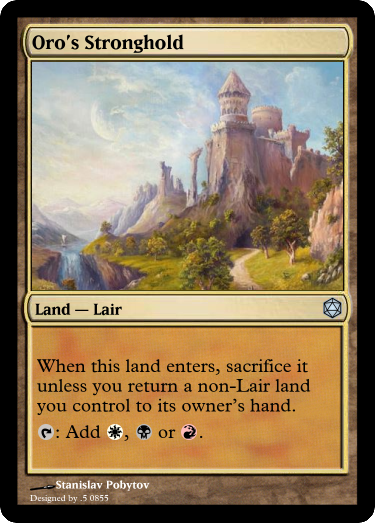 Oro's Stronghold
Land — Lair
When this land enters, sacrifice it
unless you return a non-Lair land
you control to its owner's hand.
: Add , or .
Stanislav Pobytov
Designed by .5 0855